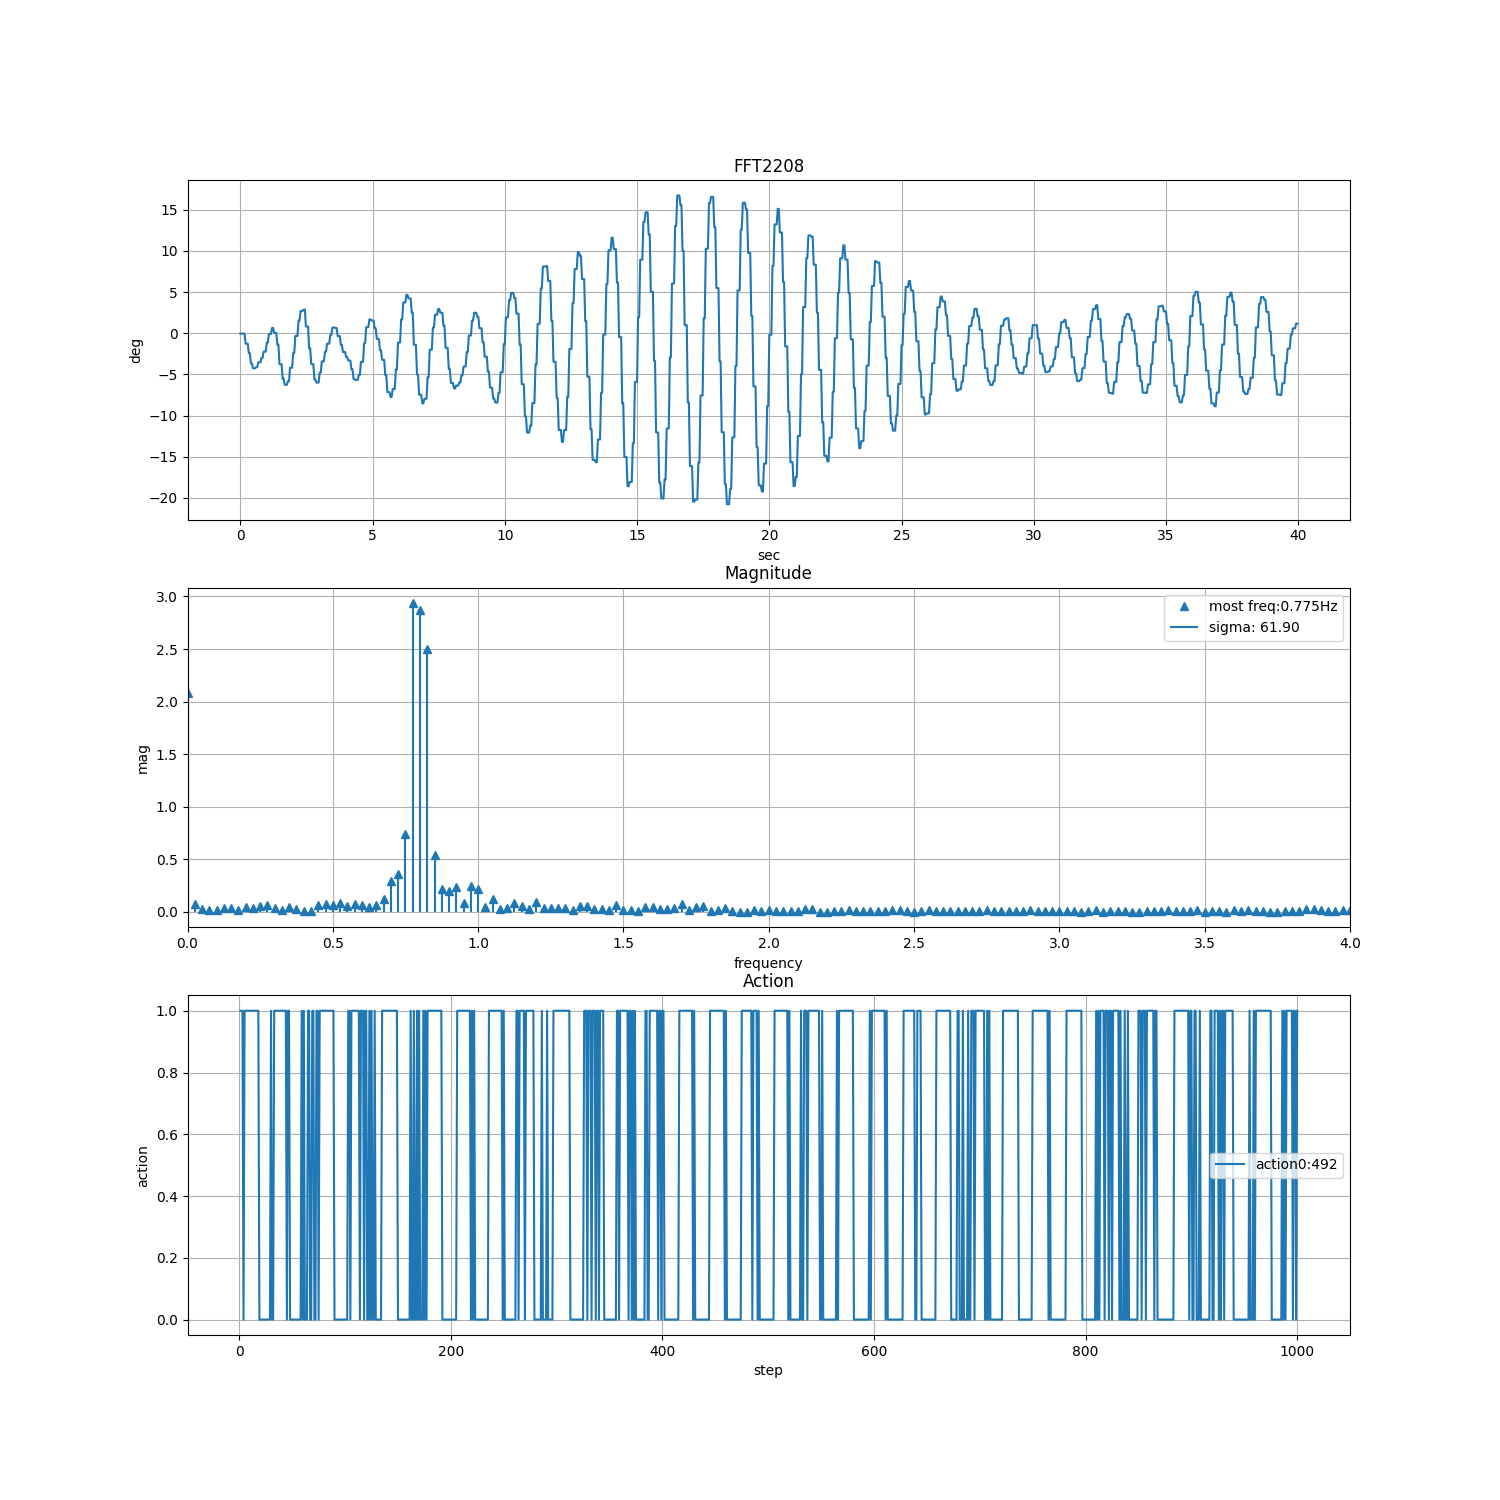 FFT2208
15
10
5
0
−5
−10
−15
−20
deg
0 5 10 15 20 25 30 35 40
sec
Magnitude
3.0
2.5
2.0
1.5
1.0
0.5
0.0
mag
most freq:0.775Hz
sigma: 61.90
0.0 0.5 1.0 1.5 2.0 2.5 3.0 3.5 4.0
frequency
Action
1.0
0.8
0.6
0.4
0.2
0.0
action
action0:492
0 200 400 600 800 1000
step